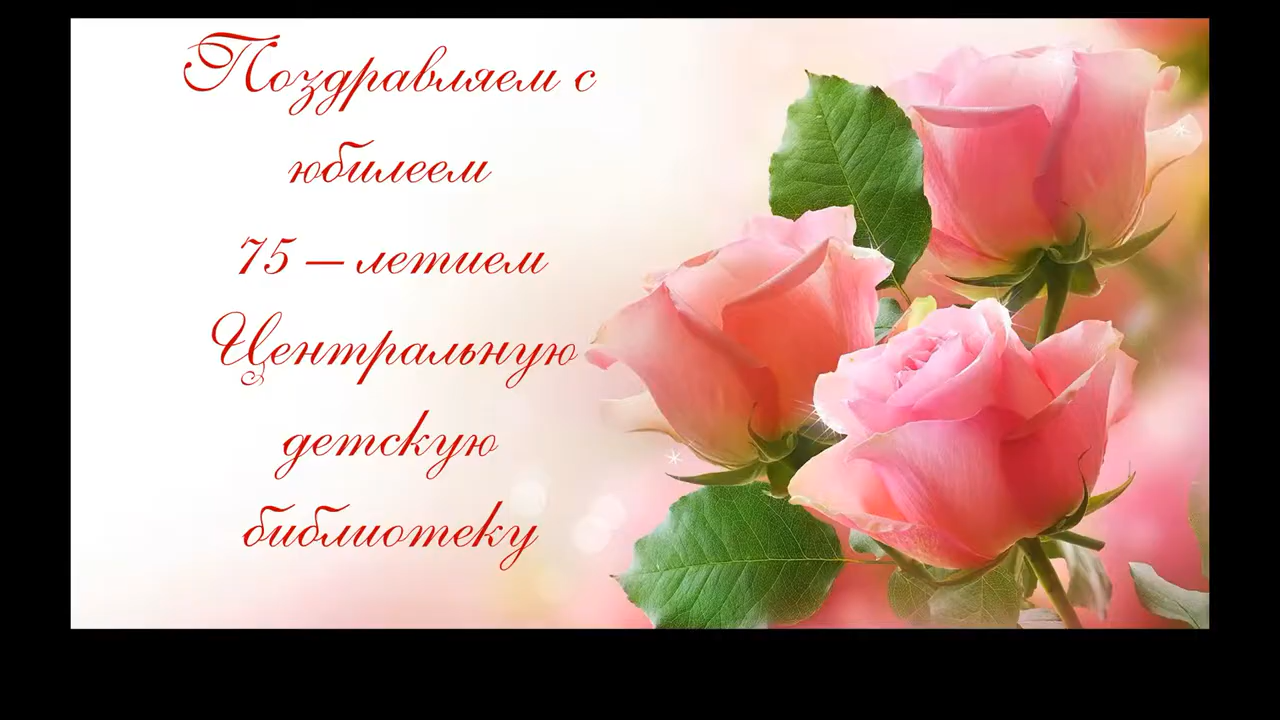 Поздравляем с
юбилеем
75 – летием
Центральную
детскую
библиотеку